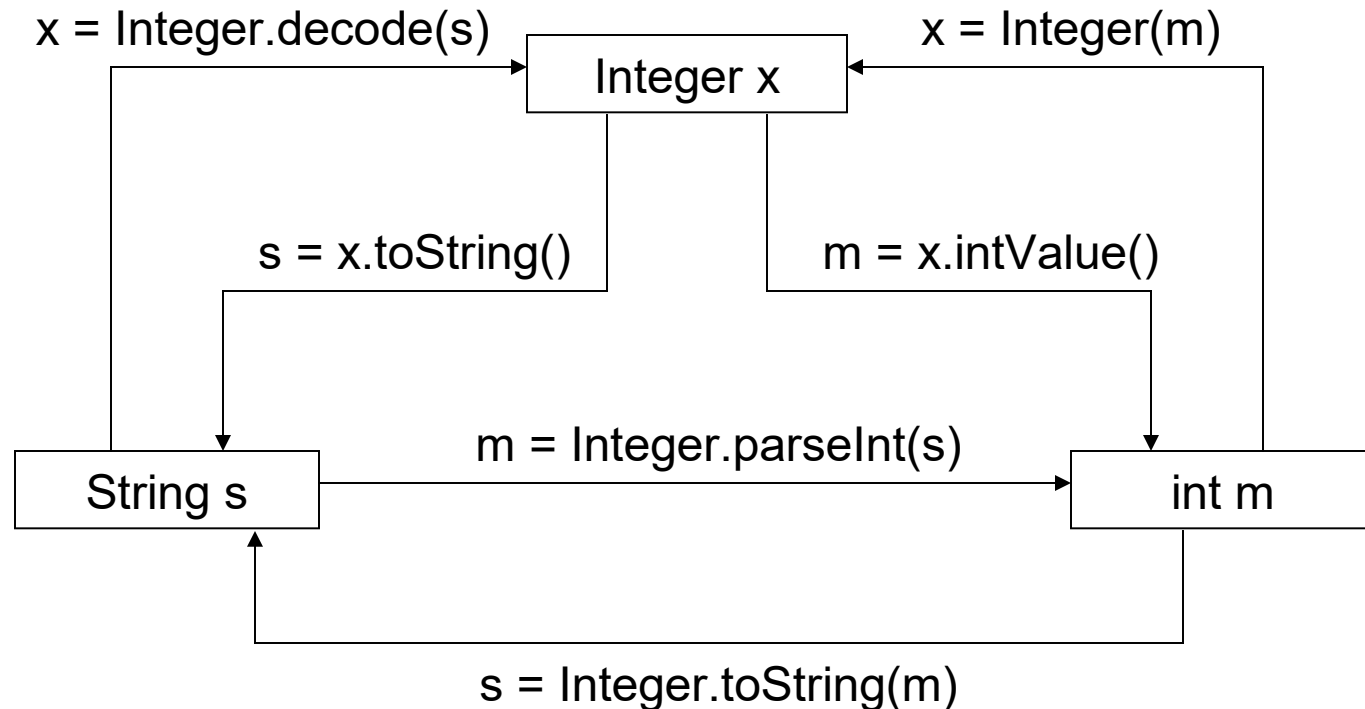 x = Integer.decode(s)
x = Integer(m)
Integer x
s = x.toString()
m = x.intValue()
m = Integer.parseInt(s)
String s
int m
s = Integer.toString(m)